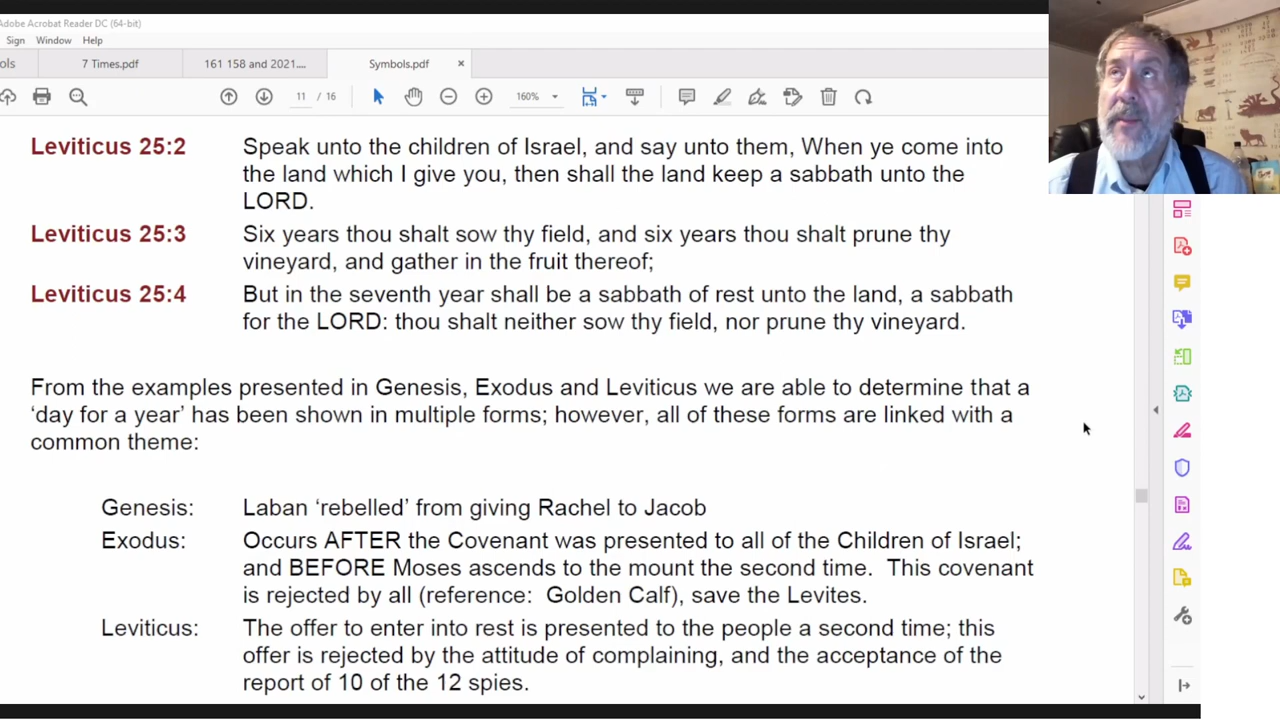 Adobe Acrobat Reader DC (64-bit)
Sign Window Help
ols 7 Times.pdf 161 158 and 2021.... Symbols.pdf ×
11 / 16 160%
Leviticus 25:2 Speak unto the children of Israel, and say unto them, When ye come into
the land which I give you, then shall the land keep a sabbath unto the
LORD.
Leviticus 25:3 Six years thou shalt sow thy field, and six years thou shalt prune thy
vineyard, and gather in the fruit thereof;
Leviticus 25:4 But in the seventh year shall be a sabbath of rest unto the land, a sabbath
for the LORD: thou shalt neither sow thy field, nor prune thy vineyard.
From the examples presented in Genesis, Exodus and Leviticus we are able to determine that a
‘day for a year’ has been shown in multiple forms; however, all of these forms are linked with a
common theme:
Genesis: Laban ‘rebelled’ from giving Rachel to Jacob
Exodus: Occurs AFTER the Covenant was presented to all of the Children of Israel;
and BEFORE Moses ascends to the mount the second time. This covenant
is rejected by all (reference: Golden Calf), save the Levites.
Leviticus: The offer to enter into rest is presented to the people a second time; this
offer is rejected by the attitude of complaining, and the acceptance of the
report of 10 of the 12 spies.